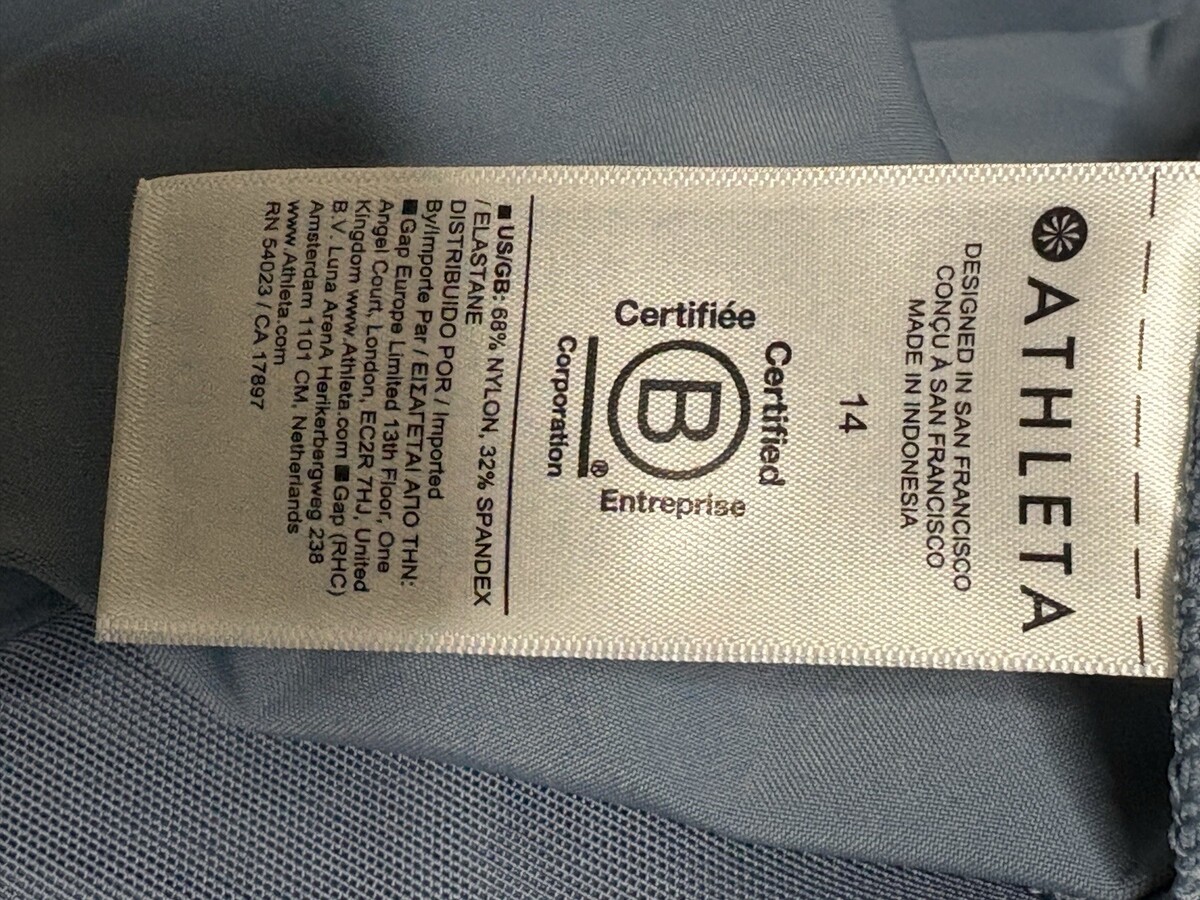 ATHLETA
DESIGNED IN SAN FRANCISCO
CONÇU À SAN FRANCISCO
MADE IN INDONESIA
14
Certified
Certifiée
B
®
Entreprise
Corporation
■ US/GB: 68% NYLON, 32% SPANDEX
/ ELASTANE
DISTRIBUIDO POR / Imported
By/Importe Par / ΕΙΣΑΓΕΤΑΙ ΑΠΟ ΤΗΝ:
■ Gap Europe Limited 13th Floor, One
Angel Court, London, EC2R 7HJ, United
Kingdom www.Athleta.com ■ Gap (RHC)
B.V. Luna ArenA Herikerbergweg 238
Amsterdam 1101 CM, Netherlands
www.Athleta.com
RN 54023 / CA 17897